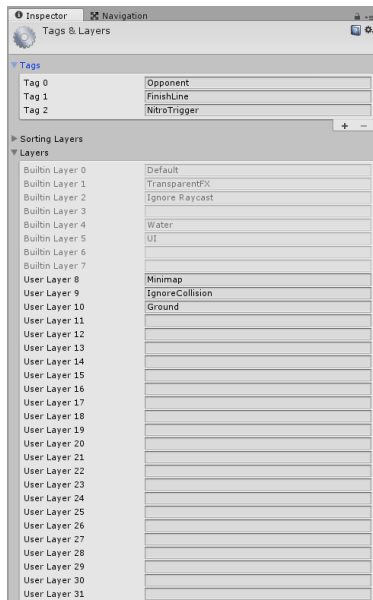 Inspector Navigation
Tags & Layers
Tags
Tag 0 Opponent
Tag 1 FinishLine
Tag 2 NitroTrigger
+ −
Sorting Layers
Layers
Builtin Layer 0 Default
Builtin Layer 1 TransparentFX
Builtin Layer 2 Ignore Raycast
Builtin Layer 3
Builtin Layer 4 Water
Builtin Layer 5 UI
Builtin Layer 6
Builtin Layer 7
User Layer 8 Minimap
User Layer 9 IgnoreCollision
User Layer 10 Ground
User Layer 11
User Layer 12
User Layer 13
User Layer 14
User Layer 15
User Layer 16
User Layer 17
User Layer 18
User Layer 19
User Layer 20
User Layer 21
User Layer 22
User Layer 23
User Layer 24
User Layer 25
User Layer 26
User Layer 27
User Layer 28
User Layer 29
User Layer 30
User Layer 31